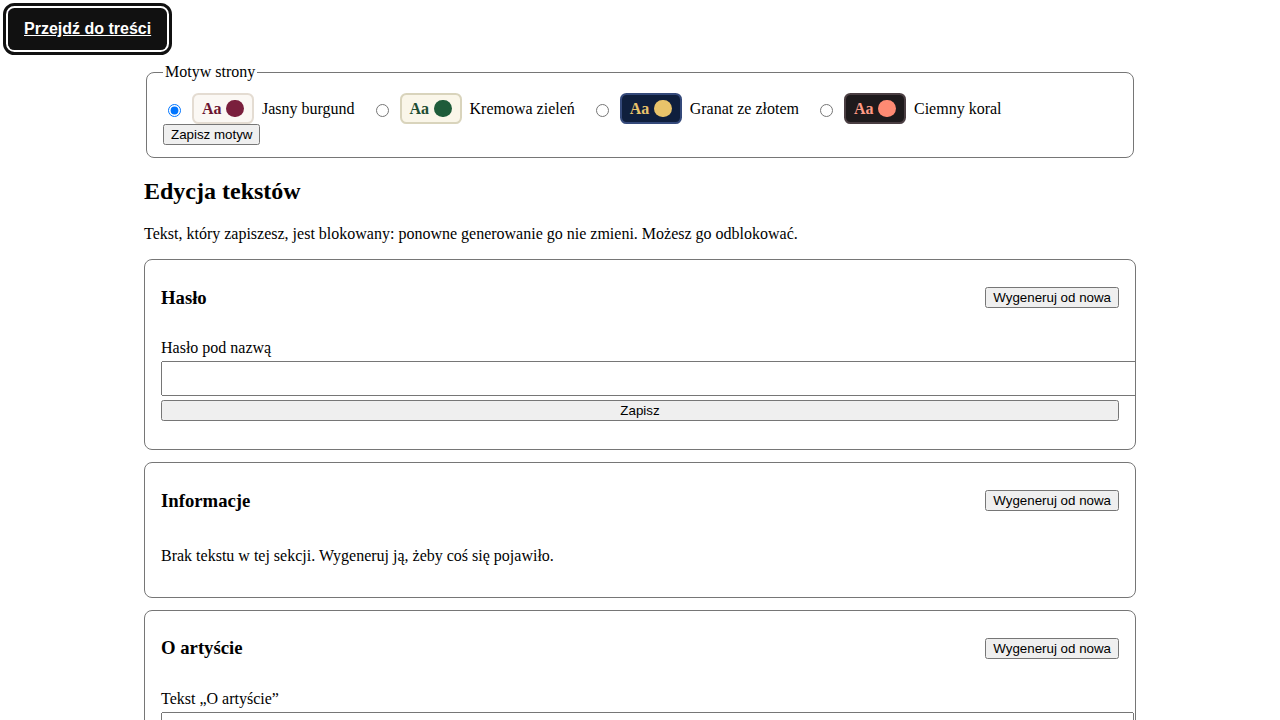 Przejdź do treści
Motyw strony
Aa Jasny burgund Aa Kremowa zieleń Aa Granat ze złotem Aa Ciemny koral
Zapisz motyw
Edycja tekstów
Tekst, który zapiszesz, jest blokowany: ponowne generowanie go nie zmieni. Możesz go odblokować.
Hasło Wygeneruj od nowa
Hasło pod nazwą
Zapisz
Informacje Wygeneruj od nowa
Brak tekstu w tej sekcji. Wygeneruj ją, żeby coś się pojawiło.
O artyście Wygeneruj od nowa
Tekst „O artyście”